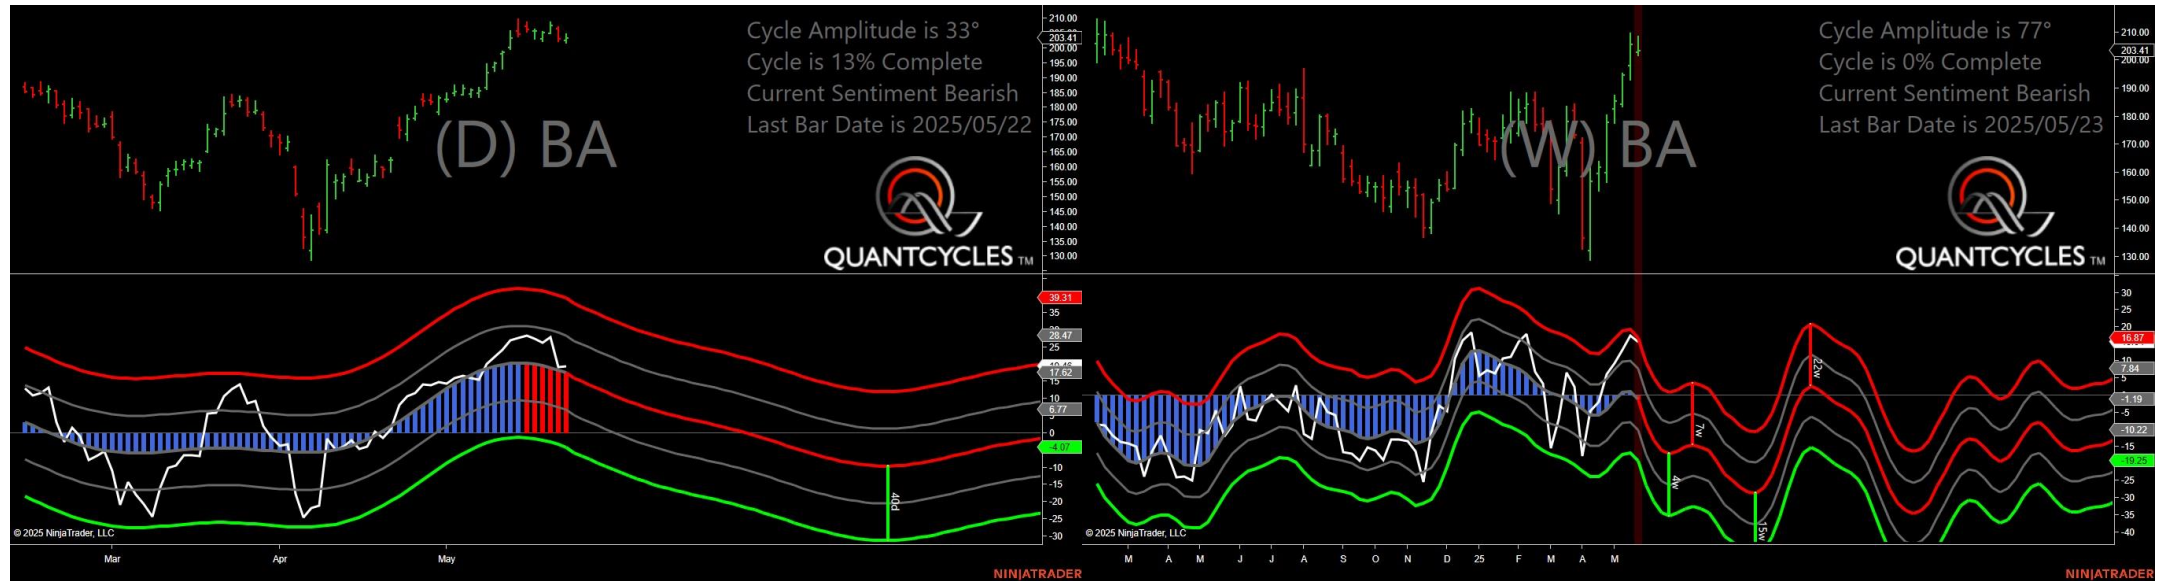 Cycle Amplitude is 33°
Cycle is 13% Complete
Current Sentiment Bearish
Last Bar Date is 2025/05/22
(D) BA
QUANTCYCLES TM
210.00
203.41
200.00
195.00
190.00
185.00
180.00
175.00
170.00
165.00
160.00
155.00
150.00
145.00
140.00
135.00
130.00
39.31
35
28.47
25
17.62
15
10
6.77
0
-4.07
-10
-15
-20
-25
-30
40d
© 2025 NinjaTrader, LLC
Mar Apr May
NINJATRADER
Cycle Amplitude is 77°
Cycle is 0% Complete
Current Sentiment Bearish
Last Bar Date is 2025/05/23
(W) BA
QUANTCYCLES TM
210.00
203.41
200.00
190.00
180.00
170.00
160.00
150.00
140.00
130.00
30
25
20
16.87
10
7.84
5
-1.19
-5
-10.22
-15
-19.25
-25
-30
-35
-40
7w
4w
15w
22w
© 2025 NinjaTrader, LLC
M A M J J A S O N D 25 F M A M
NINJATRADER